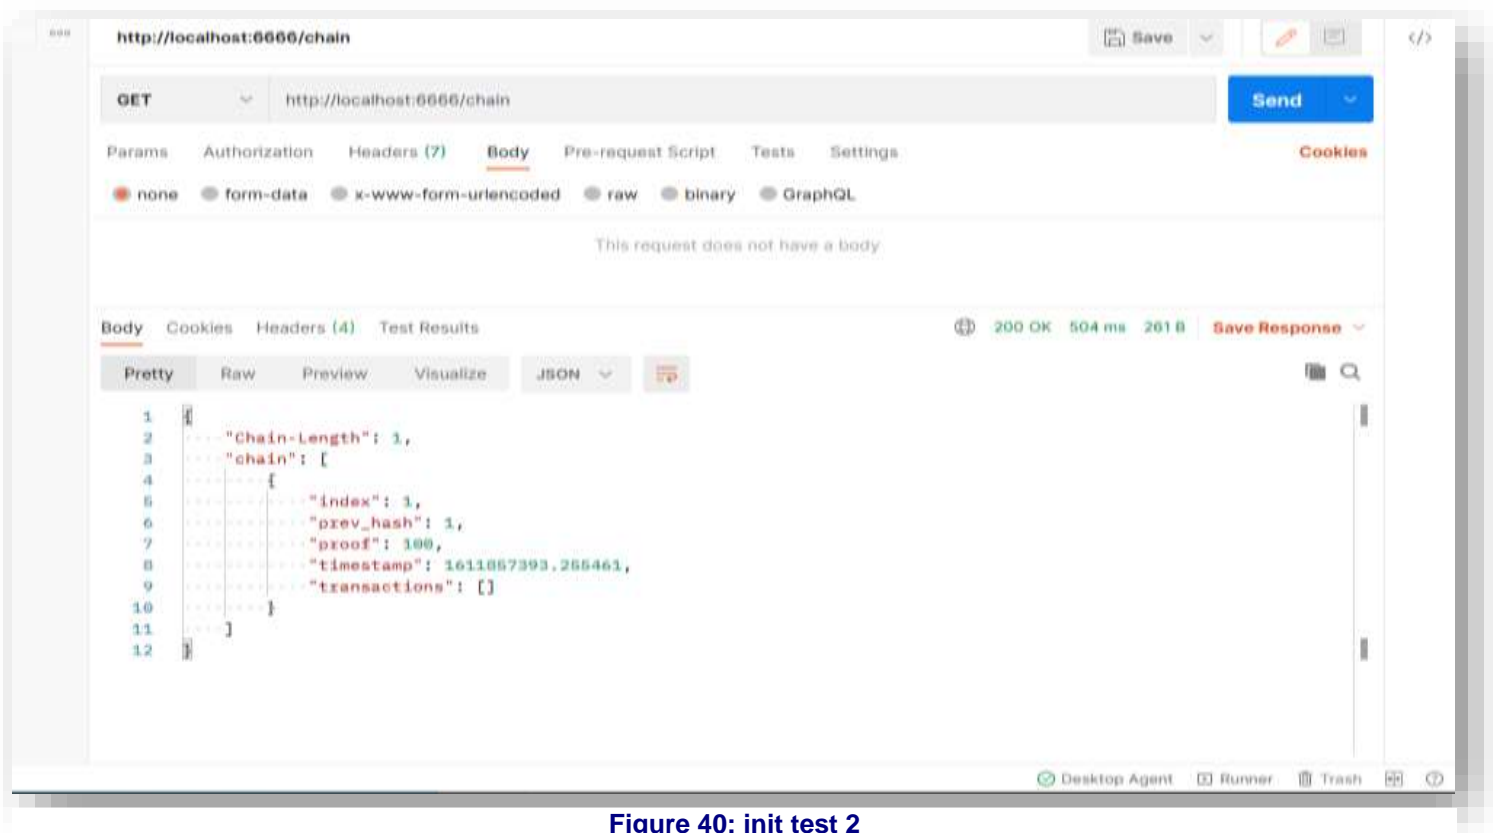 http://localhost:6666/chain
Save
</>
GET http://localhost:6666/chain Send
Params Authorization Headers (7) Body Pre-request Script Tests Settings Cookies
none form-data x-www-form-urlencoded raw binary GraphQL
This request does not have a body
Body Cookies Headers (4) Test Results 200 OK 504 ms 261 B Save Response
Pretty Raw Preview Visualize JSON
1 {
2 "Chain-Length": 1,
3 "chain": [
4 {
5 "index": 1,
6 "prev_hash": 1,
7 "proof": 100,
8 "timestamp":
9 "transactions": []
10 }
11 ]
12 }
Desktop Agent Runner Trash
Figure 40: init test 2